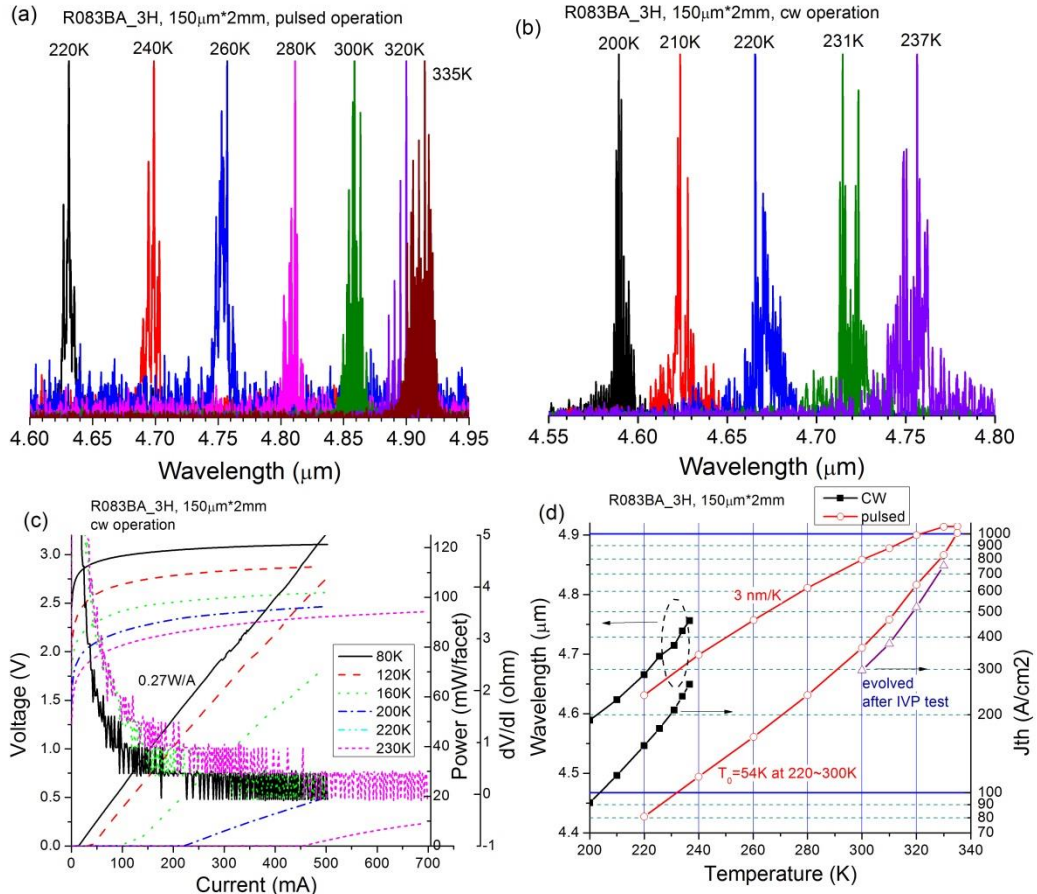 (a)
R083BA_3H, 150μm*2mm, pulsed operation
220K 240K 260K 280K 300K 320K
335K
4.60 4.65 4.70 4.75 4.80 4.85 4.90 4.95
Wavelength (μm)
(b)
R083BA_3H, 150μm*2mm, cw operation
200K 210K 220K 231K 237K
4.55 4.60 4.65 4.70 4.75 4.80
Wavelength (μm)
(c)
R083BA_3H, 150μm*2mm
cw operation
Voltage (V)
3.0
2.5
2.0
1.5
1.0
0.5
0.0
0.27W/A
80K
120K
160K
200K
220K
230K
120
100
80
60
40
20
0
Power (mW/facet)
5
4
3
2
1
0
-1
dV/dI (ohm)
0 100 200 300 400 500 600 700
Current (mA)
(d)
R083BA_3H, 150μm*2mm
CW
pulsed
Wavelength (μm)
4.9
4.8
4.7
4.6
4.5
4.4
3 nm/K
evolved
after IVP test
T0=54K at 220~300K
1000
900
800
700
600
500
400
300
200
100
90
80
70
Jth (A/cm2)
200 220 240 260 280 300 320 340
Temperature (K)